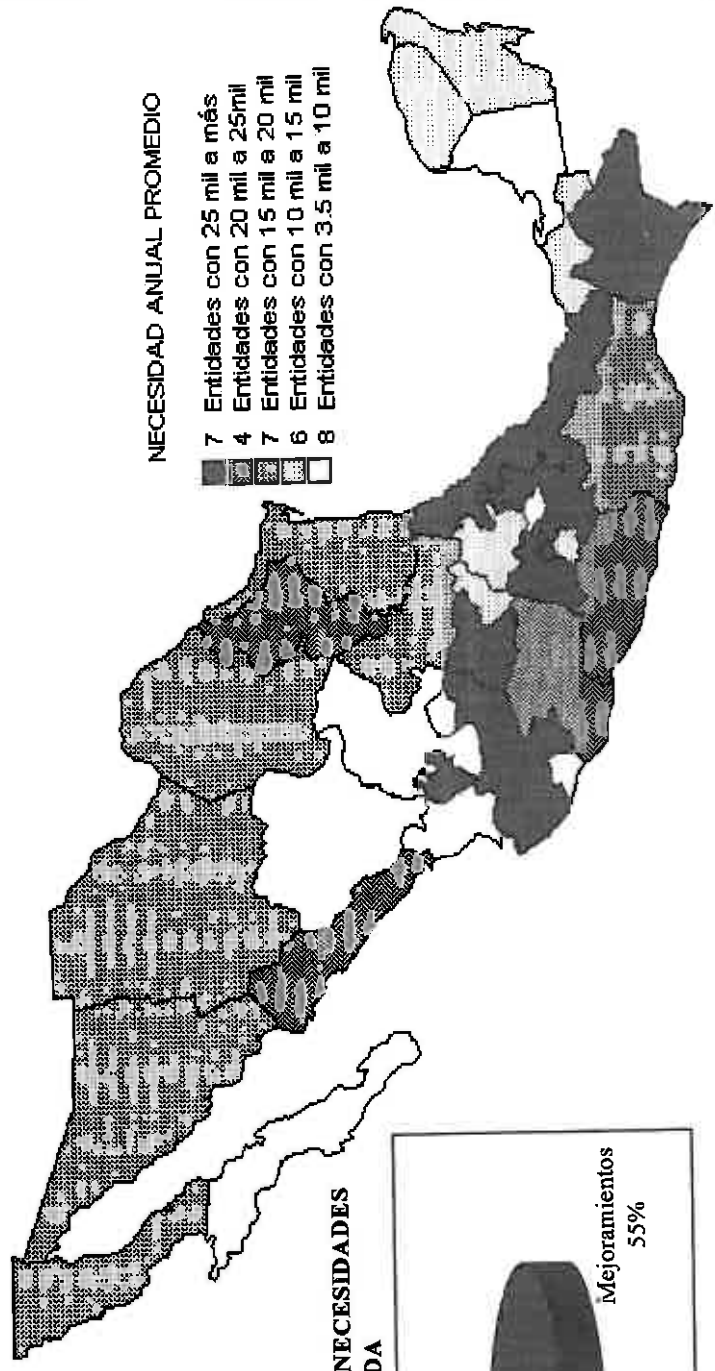 NECESIDAD ANUAL PROMEDIO
7 Entidades con 25 mil a más
4 Entidades con 20 mil a 25mil
7 Entidades con 15 mil a 20 mil
6 Entidades con 10 mil a 15 mil
8 Entidades con 3.5 mil a 10 mil
NECESIDADES
DA
Mejoramientos
55%